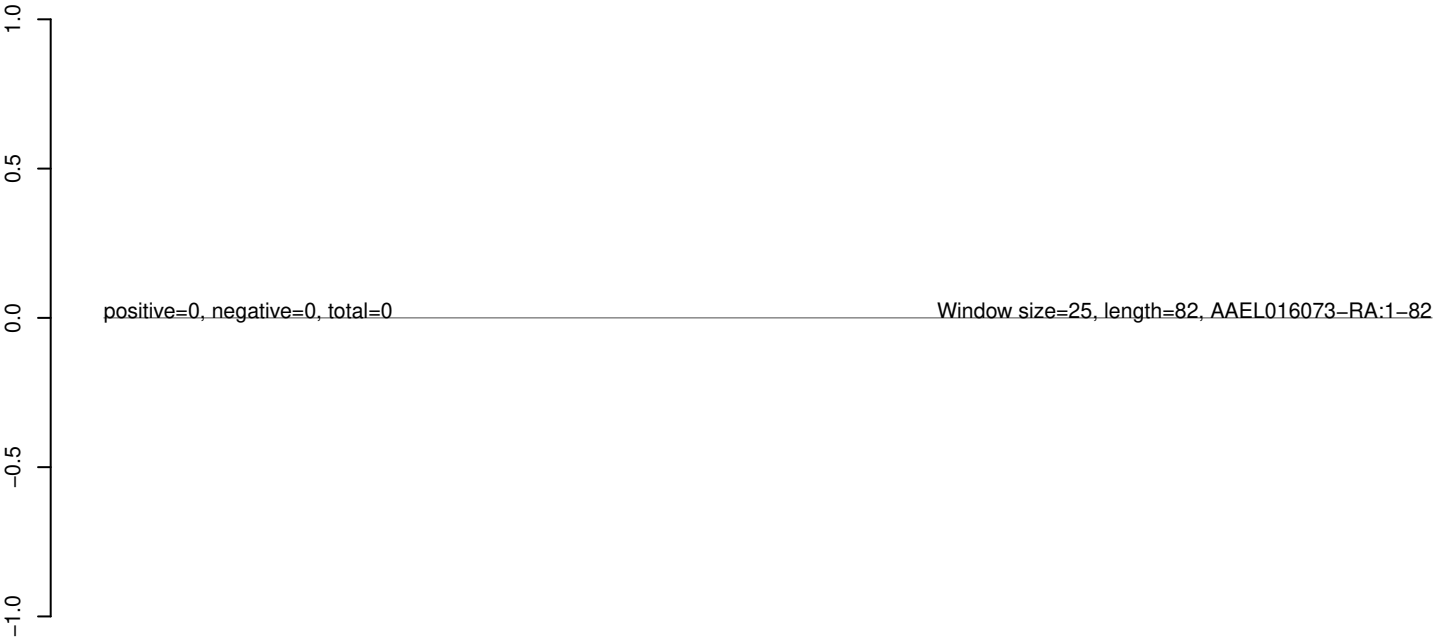 1.0
0.5
positive=0, negative=0, total=0
Window size=25, length=82, AAEL016073−RA:1−82
0.0
−0.5
−1.0